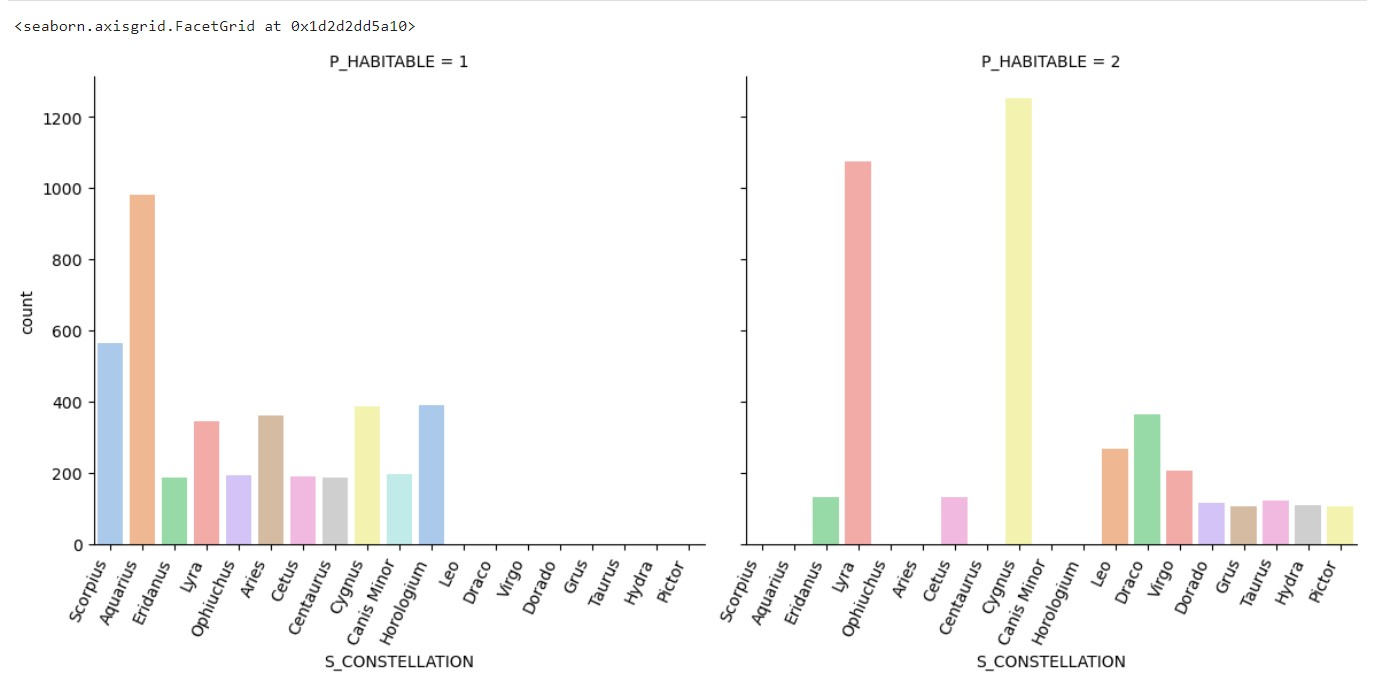 <seaborn.axisgrid.FacetGrid at 0x1d2d2dd5a10>
P_HABITABLE = 1
P_HABITABLE = 2
1200
1000
800
600
400
200
0
count
Scorpius
Aquarius
Eridanus
Lyra
Ophiuchus
Aries
Cetus
Centaurus
Cygnus
Canis Minor
Horologium
Leo
Draco
Virgo
Dorado
Grus
Taurus
Hydra
Pictor
S_CONSTELLATION
Scorpius
Aquarius
Eridanus
Lyra
Ophiuchus
Aries
Cetus
Centaurus
Cygnus
Canis Minor
Horologium
Leo
Draco
Virgo
Dorado
Grus
Taurus
Hydra
Pictor
S_CONSTELLATION